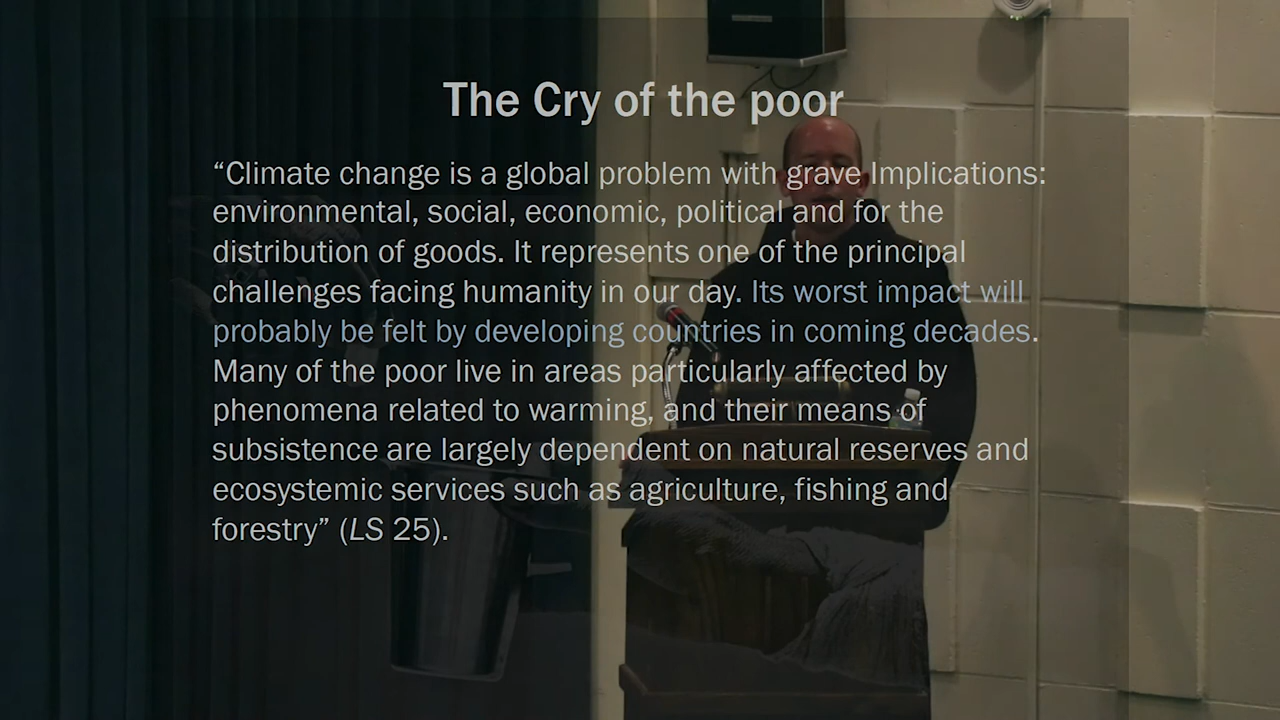 The Cry of the poor
“Climate change is a global problem with grave Implications:
environmental, social, economic, political and for the
distribution of goods. It represents one of the principal
challenges facing humanity in our day. Its worst impact will
probably be felt by developing countries in coming decades.
Many of the poor live in areas particularly affected by
phenomena related to warming, and their means of
subsistence are largely dependent on natural reserves and
ecosystemic services such as agriculture, fishing and
forestry” (LS 25).